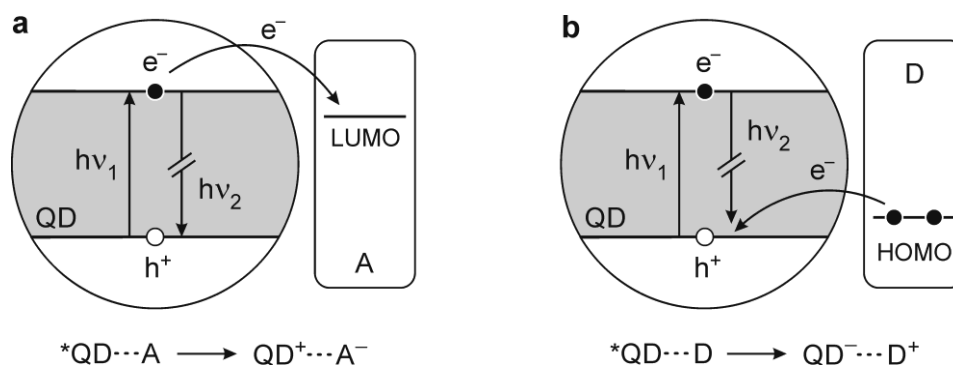 a
e⁻
e⁻
LUMO
hν₁
hν₂
QD
h⁺
A
*QD---A → QD⁺---A⁻
b
D
e⁻
hν₂
hν₁
e⁻
QD
HOMO
h⁺
*QD---D → QD⁻---D⁺